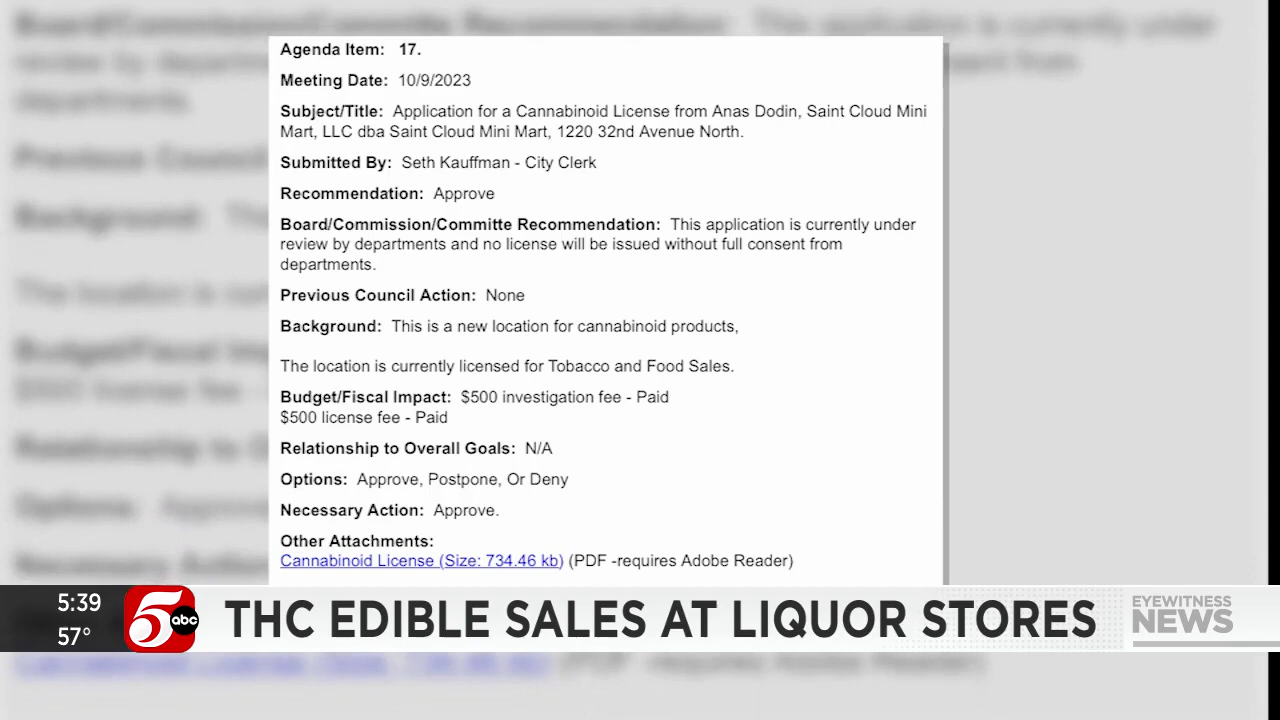 Agenda Item: 17.
Meeting Date: 10/9/2023
Subject/Title: Application for a Cannabinoid License from Anas Dodin, Saint Cloud Mini
Mart, LLC dba Saint Cloud Mini Mart, 1220 32nd Avenue North.
Submitted By: Seth Kauffman - City Clerk
Recommendation: Approve
Board/Commission/Committe Recommendation: This application is currently under
review by departments and no license will be issued without full consent from
departments.
Previous Council Action: None
Background: This is a new location for cannabinoid products,
The location is currently licensed for Tobacco and Food Sales.
Budget/Fiscal Impact: $500 investigation fee - Paid
$500 license fee - Paid
Relationship to Overall Goals: N/A
Options: Approve, Postpone, Or Deny
Necessary Action: Approve.
Other Attachments:
Cannabinoid License (Size: 734.46 kb) (PDF -requires Adobe Reader)
5:39
57°
5 abc
THC EDIBLE SALES AT LIQUOR STORES
EYEWITNESS
NEWS